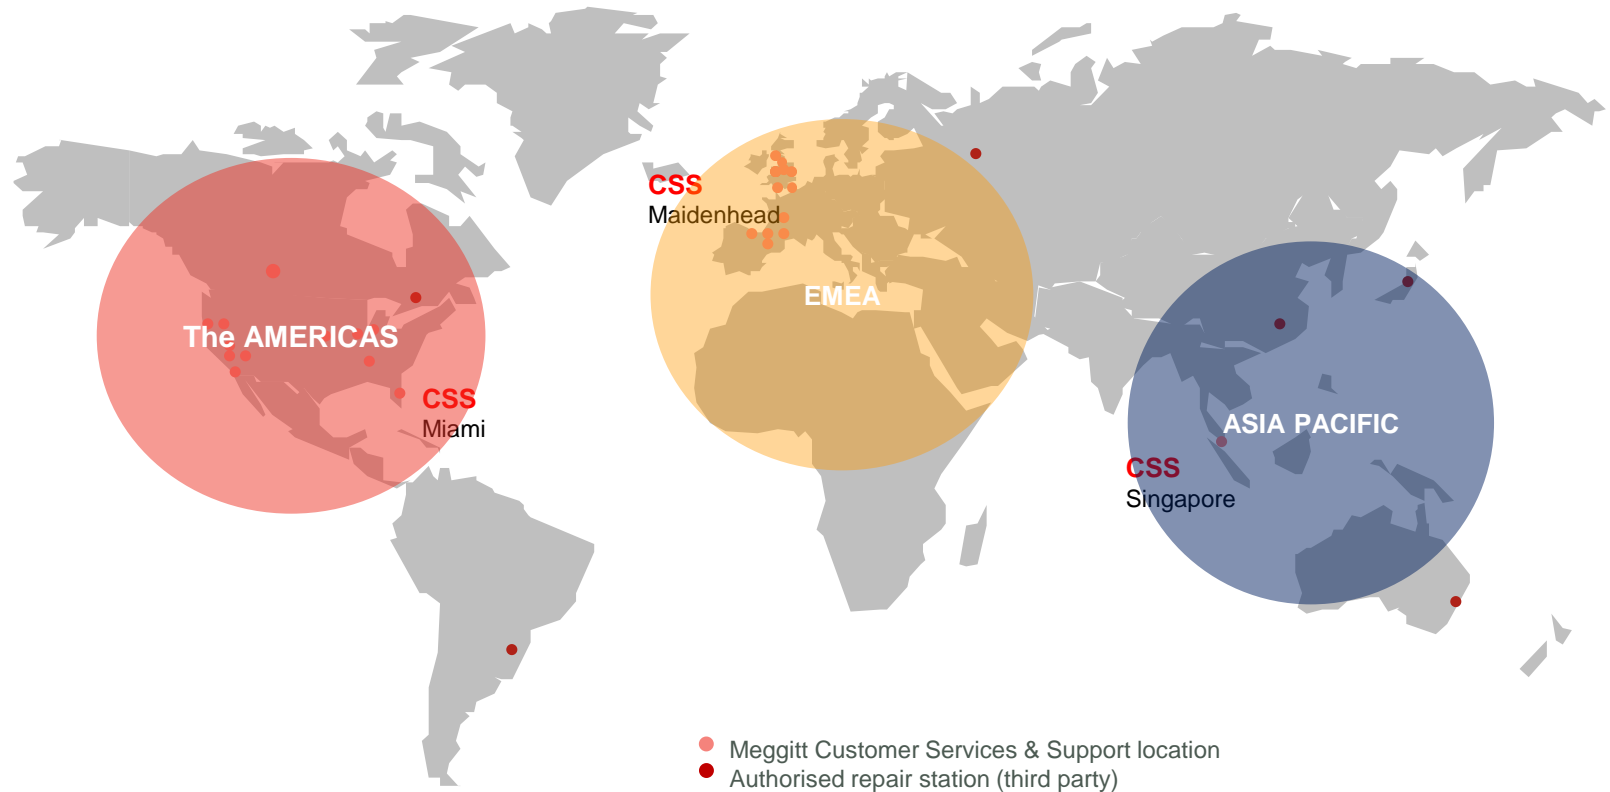 CSS
Maidenhead
EMEA
The AMERICAS
CSS
Miami
ASIA PACIFIC
CSS
Singapore
Meggitt Customer Services & Support location
Authorised repair station (third party)